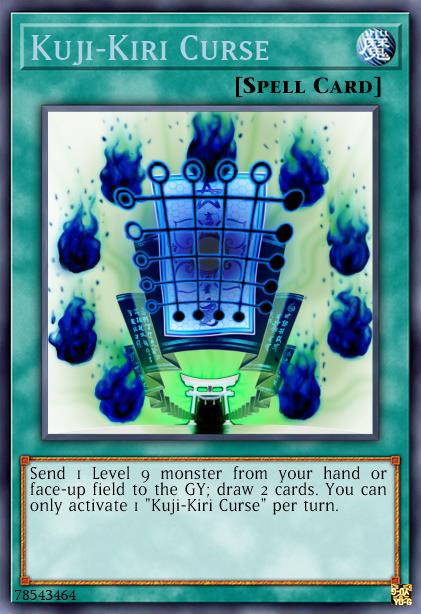 Kuji-Kiri Curse
魔
[Spell Card]
Send 1 Level 9 monster from your hand or
face-up field to the GY; draw 2 cards. You can
only activate 1 "Kuji-Kiri Curse" per turn.
78543464